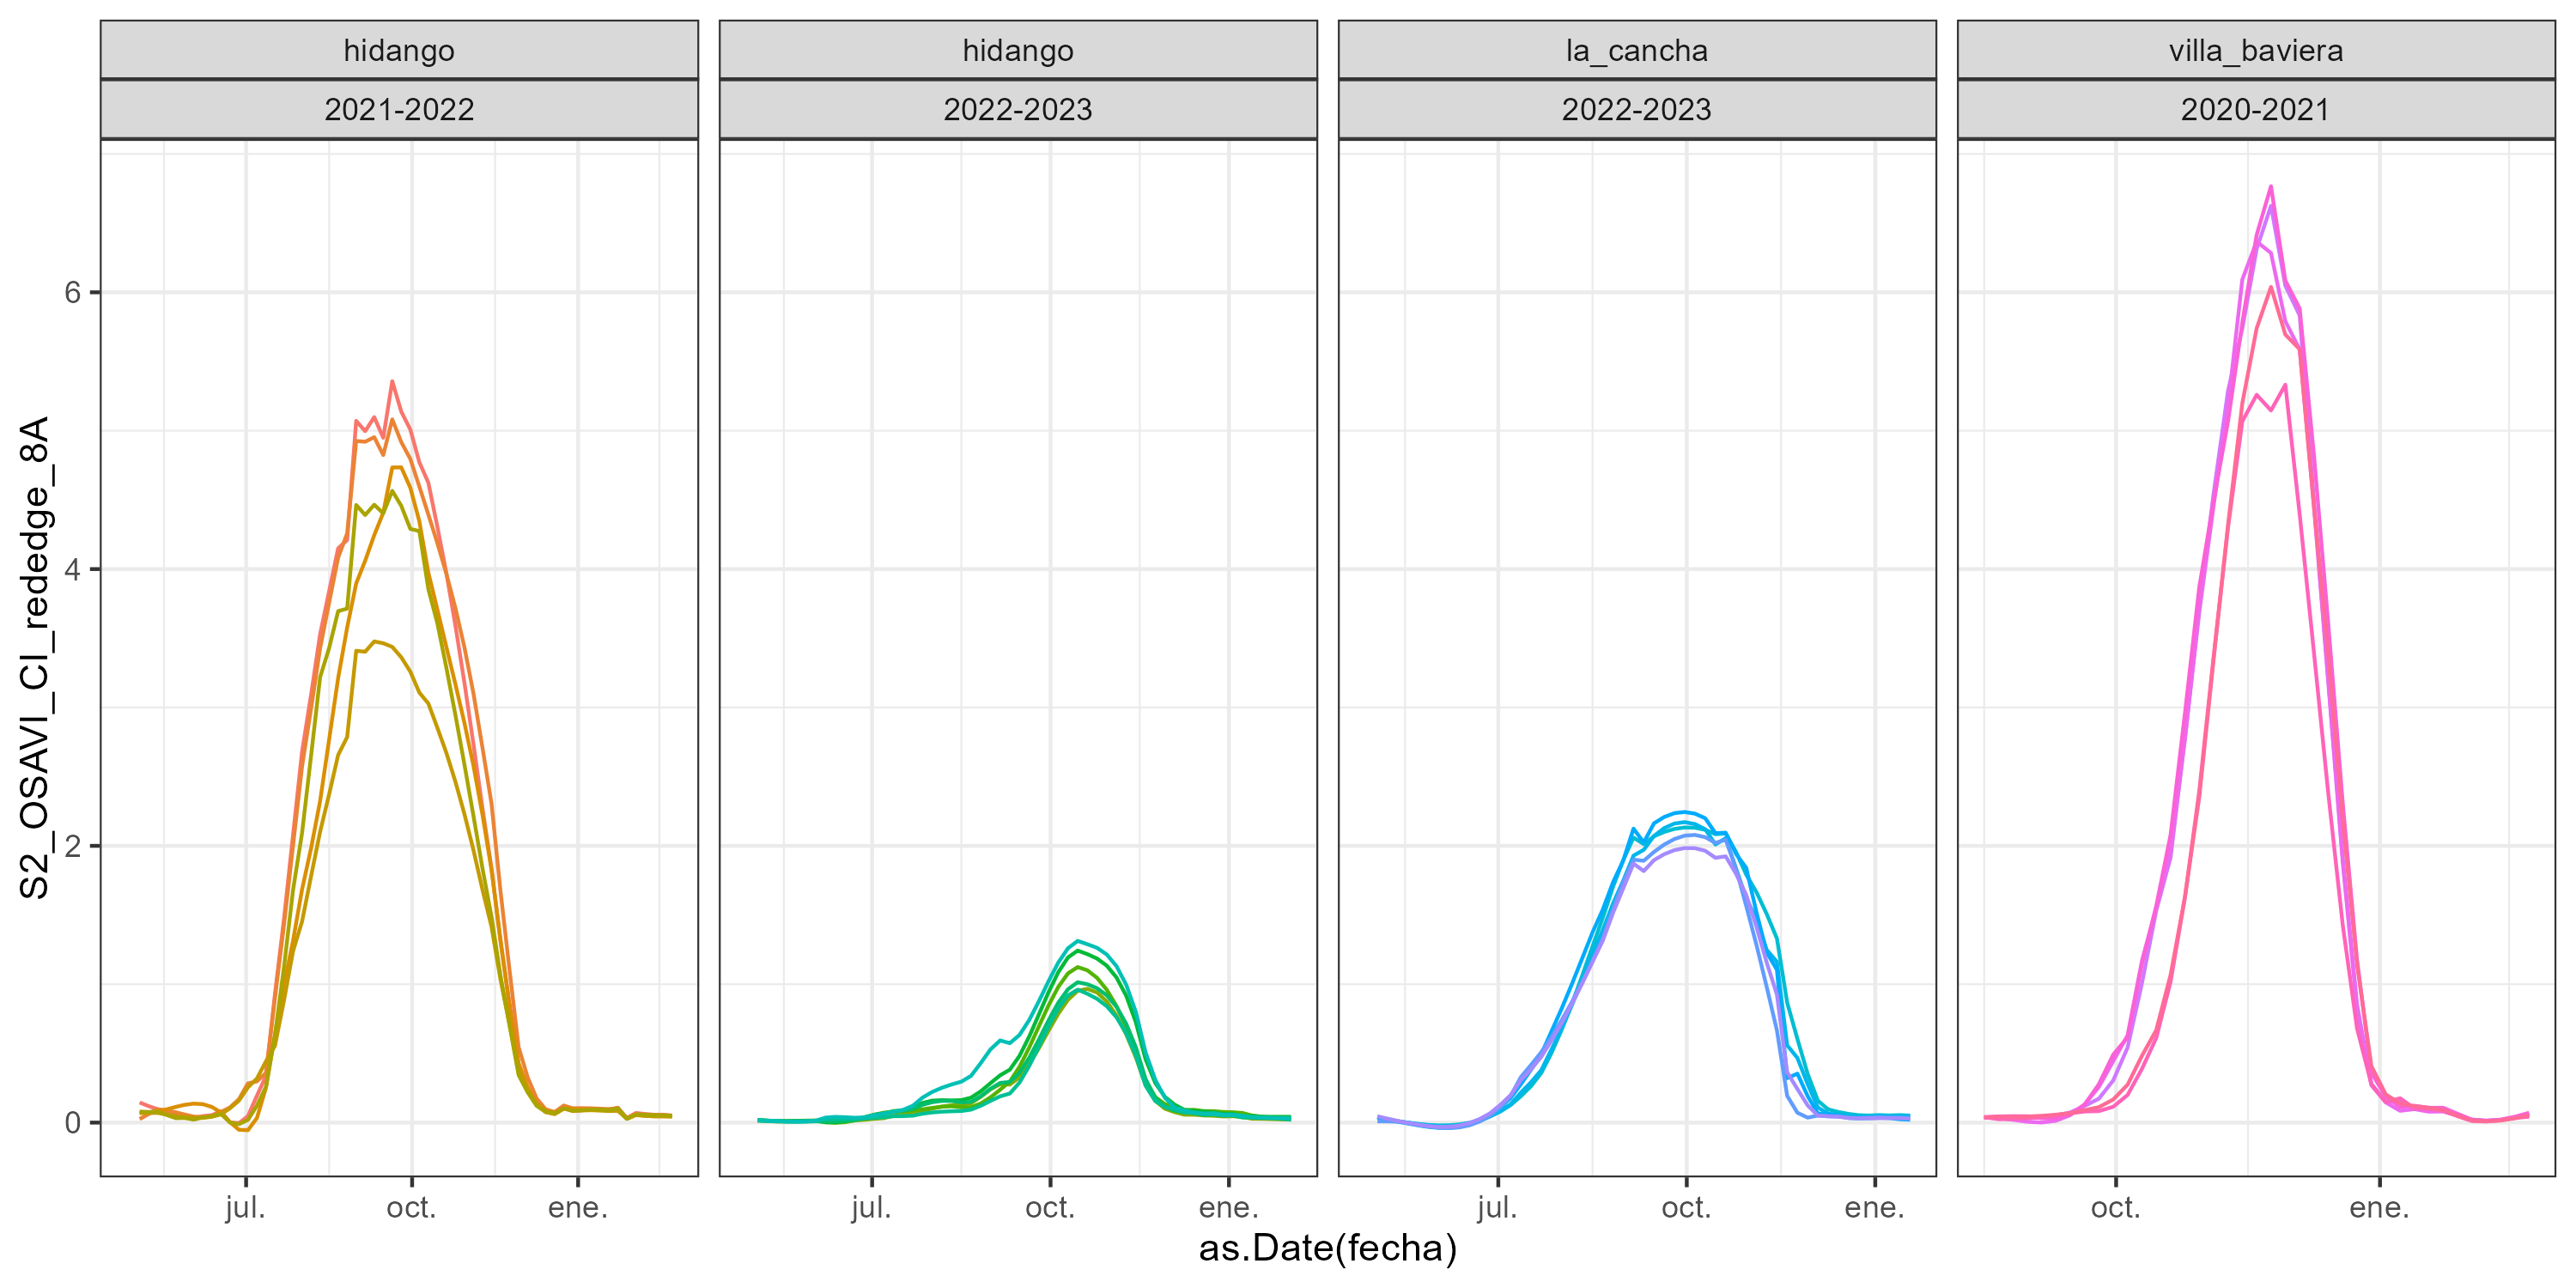 hidango
hidango
la_cancha
villa_baviera
2021-2022
2022-2023
2022-2023
2020-2021
S2_OSAVI_CI_rededge_8A
6
4
2
0
jul.
oct.
ene.
jul.
oct.
ene.
jul.
oct.
ene.
oct.
ene.
as.Date(fecha)